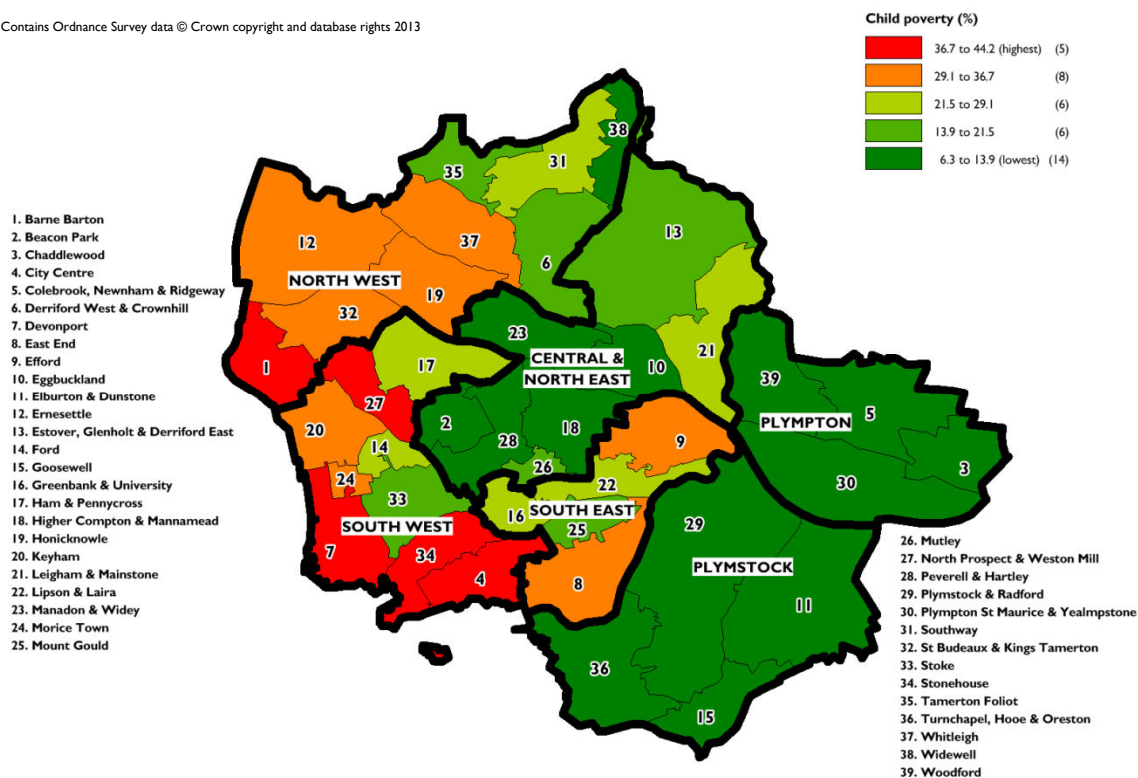 Contains Ordnance Survey data © Crown copyright and database rights 2013
Child poverty (%)
36.7 to 44.2 (highest) (5)
29.1 to 36.7 (8)
21.5 to 29.1 (6)
13.9 to 21.5 (6)
6.3 to 13.9 (lowest) (14)
1. Barne Barton
2. Beacon Park
3. Chaddlewood
4. City Centre
5. Colebrook, Newnham & Ridgeway
6. Derriford West & Crownhill
7. Devonport
8. East End
9. Efford
10. Eggbuckland
11. Elburton & Dunstone
12. Ernesettle
13. Estover, Glenholt & Derriford East
14. Ford
15. Goosewell
16. Greenbank & University
17. Ham & Pennycross
18. Higher Compton & Mannamead
19. Honicknowle
20. Keyham
21. Leigham & Mainstone
22. Lipson & Laira
23. Manadon & Widey
24. Morice Town
25. Mount Gould
38
31
35
13
12
37
6
NORTH WEST
19
32
23
17
21
1
CENTRAL &
NORTH EAST
10
39
27
5
2
PLYMPTON
20
18
28
9
14
26
3
24
22
30
33
16
SOUTH EAST
29
SOUTH WEST
25
7
34
PLYMSTOCK
4
8
11
36
15
26. Mutley
27. North Prospect & Weston Mill
28. Peverell & Hartley
29. Plymstock & Radford
30. Plympton St Maurice & Yealmpstone
31. Southway
32. St Budeaux & Kings Tamerton
33. Stoke
34. Stonehouse
35. Tamerton Foliot
36. Turnchapel, Hooe & Oreston
37. Whitleigh
38. Widewell
39. Woodford